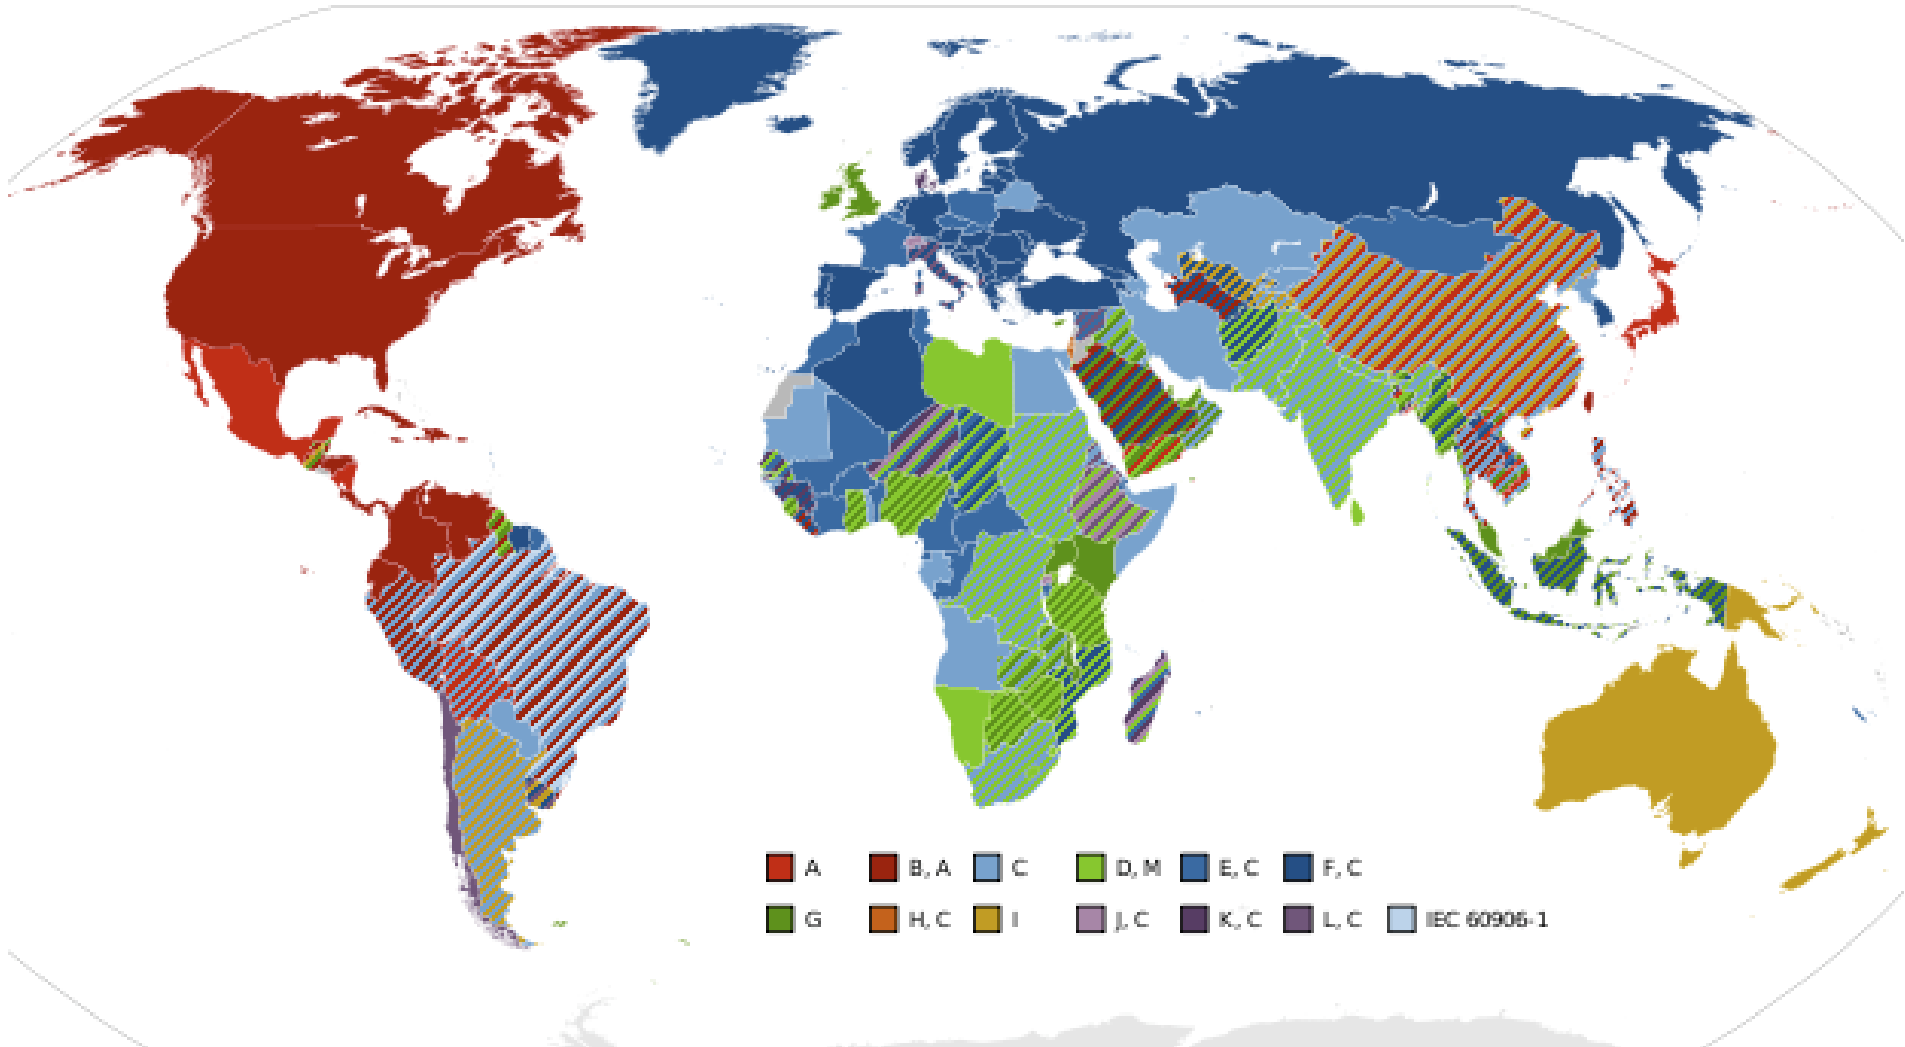 A B, A C D, M E, C F, C
G H, C I J, C K, C L, C IEC 60906-1